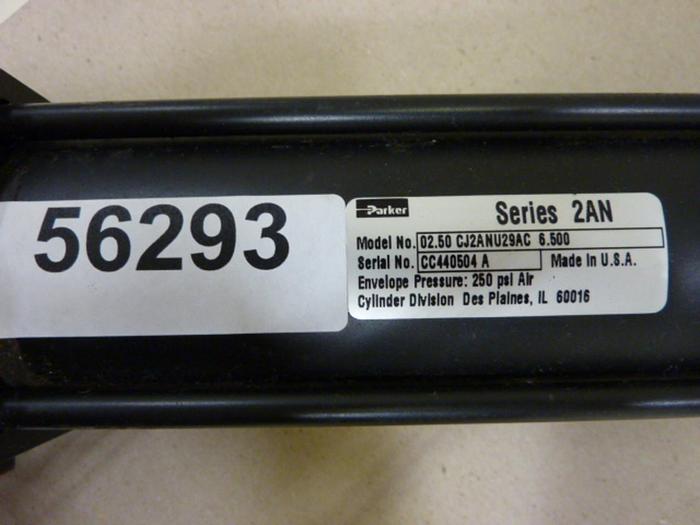 56293
Parker
Series 2AN
Model No. 02.50 CJ2ANU29AC 6.500
Serial No. CC440504 A Made in U.S.A.
Envelope Pressure: 250 psi Air
Cylinder Division Des Plaines, IL 60016